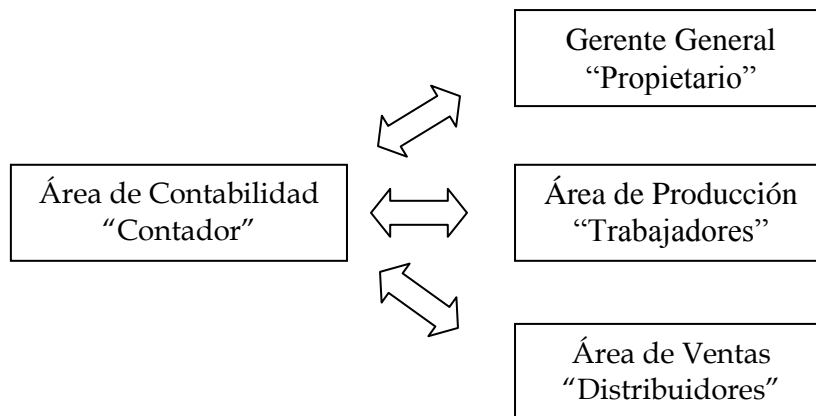 Gerente General
“Propietario”
Área de Contabilidad
“Contador”
Área de Producción
“Trabajadores”
Área de Ventas
“Distribuidores”